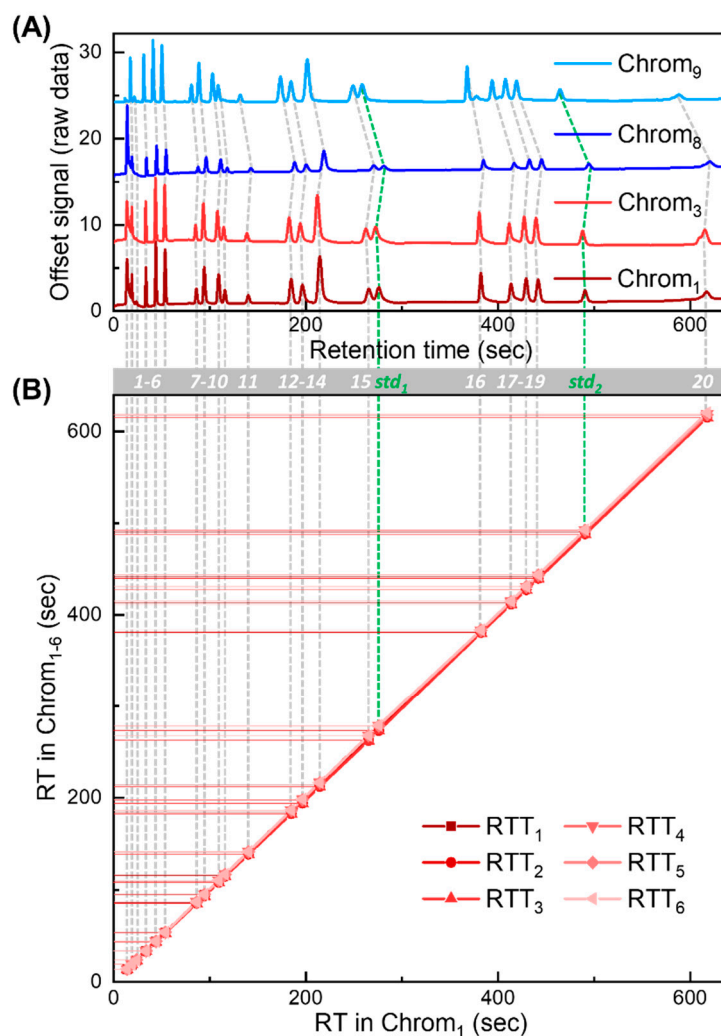 (A)
Offset signal (raw data)
30
20
10
0
Chrom₉
Chrom₈
Chrom₃
Chrom₁
0 200 400 600
Retention time (sec)
(B)
1-6 7-10 11 12-14 15 std₁ 16 17-19 std₂ 20
RT in Chrom₁₋₆ (sec)
600
400
200
0
RTT₁ RTT₄
RTT₂ RTT₅
RTT₃ RTT₆
0 200 400 600
RT in Chrom₁ (sec)